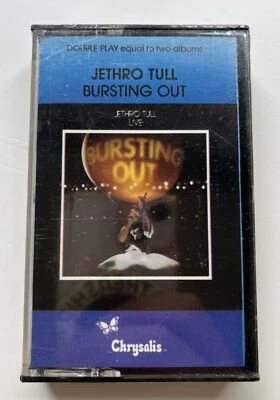 DOUBLE PLAY equal to two albums
JETHRO TULL
BURSTING OUT
JETHRO TULL
LIVE
BURSTING
OUT
Chrysalis